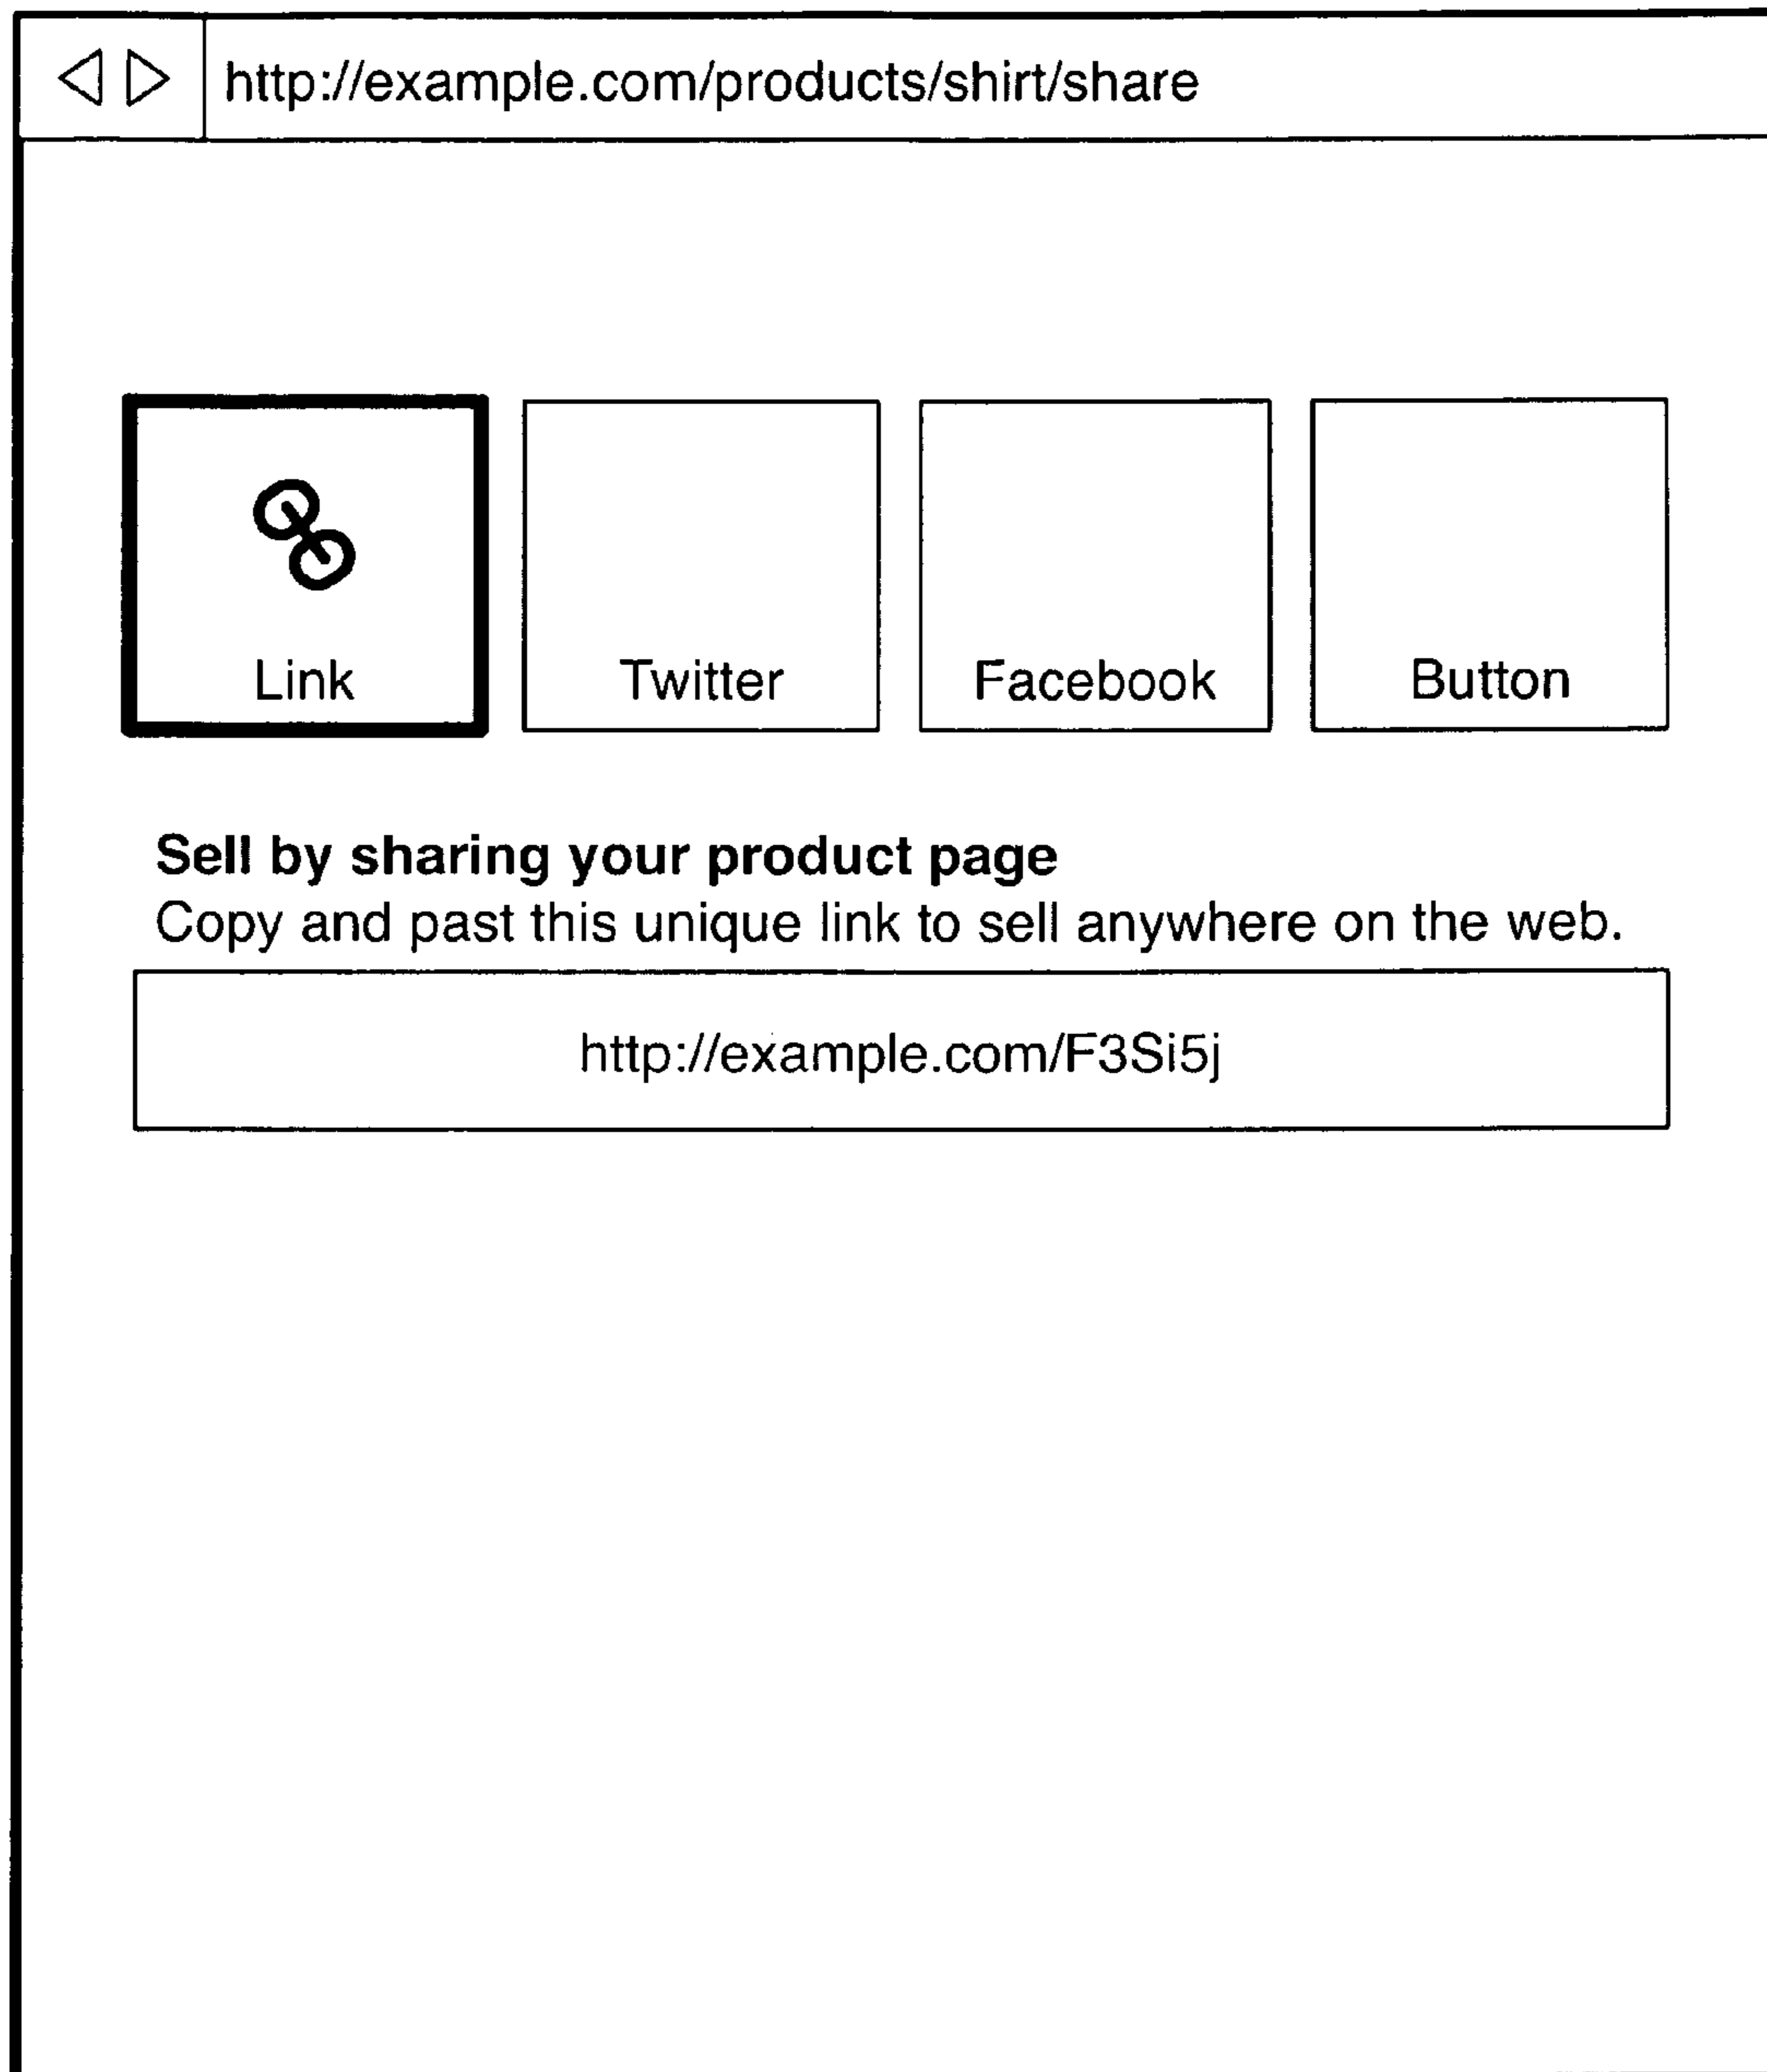 http://example.com/products/shirt/share
Link
Twitter
Facebook
Button
Sell by sharing your product page
Copy and past this unique link to sell anywhere on the web.
http://example.com/F3Si5j